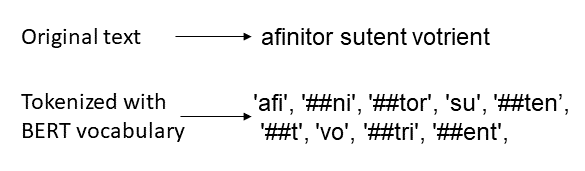 Original text afinitor sutent votrient
Tokenized with 'afi', '##ni', '##tor', 'su', '##ten’,
BERT vocabulary '##t', 'vo', '##tri', '##ent',